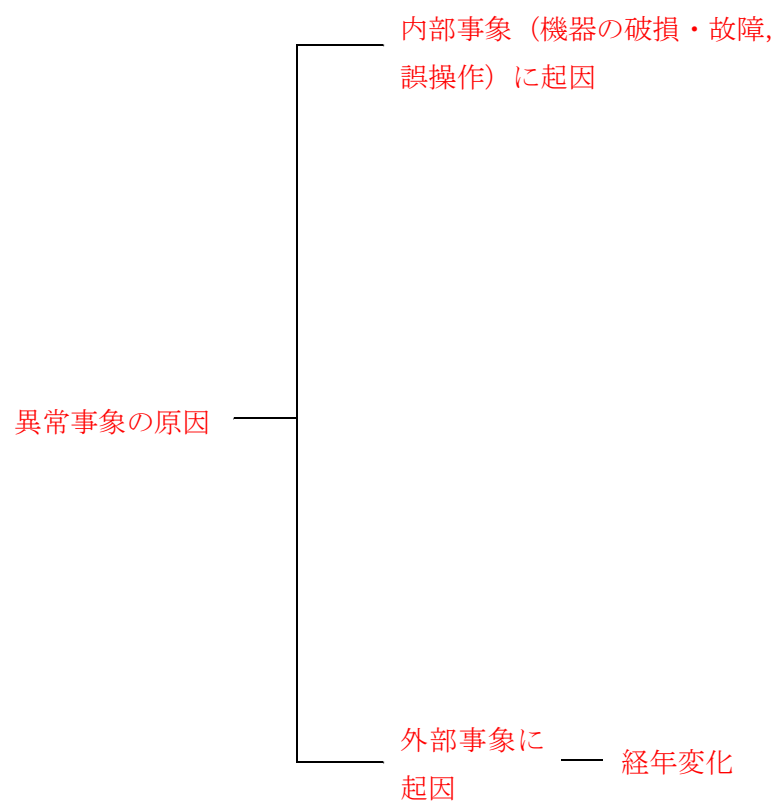 内部事象（機器の破損・故障,
誤操作）に起因
異常事象の原因
外部事象に
起因
経年変化